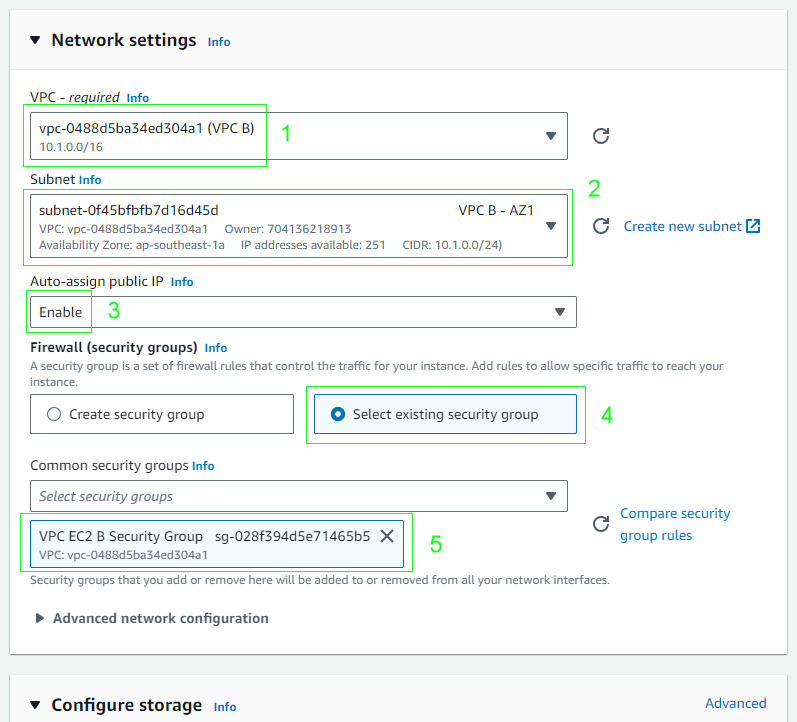 Network settings Info
VPC - required Info
vpc-0488d5ba34ed304a1 (VPC B)
10.1.0.0/16
1
Subnet Info
2
subnet-0f45bfbfb7d16d45d VPC B - AZ1
VPC: vpc-0488d5ba34ed304a1 Owner: 704136218913
Availability Zone: ap-southeast-1a IP addresses available: 251 CIDR: 10.1.0.0/24)
Create new subnet
Auto-assign public IP Info
Enable
3
Firewall (security groups) Info
A security group is a set of firewall rules that control the traffic for your instance. Add rules to allow specific traffic to reach your
instance.
Create security group
Select existing security group
4
Common security groups Info
Select security groups
Compare security
group rules
VPC EC2 B Security Group sg-028f394d5e71465b5
VPC: vpc-0488d5ba34ed304a1
5
Security groups that you add or remove here will be added to or removed from all your network interfaces.
Advanced network configuration
Configure storage Info
Advanced